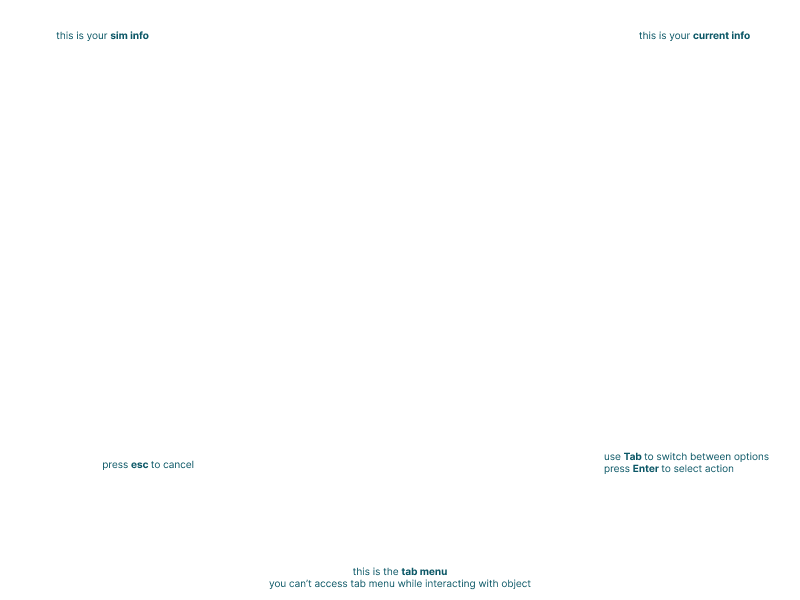 this is your sim info
this is your current info
press esc to cancel
use Tab to switch between options
press Enter to select action
this is the tab menu
you can't access tab menu while interacting with object